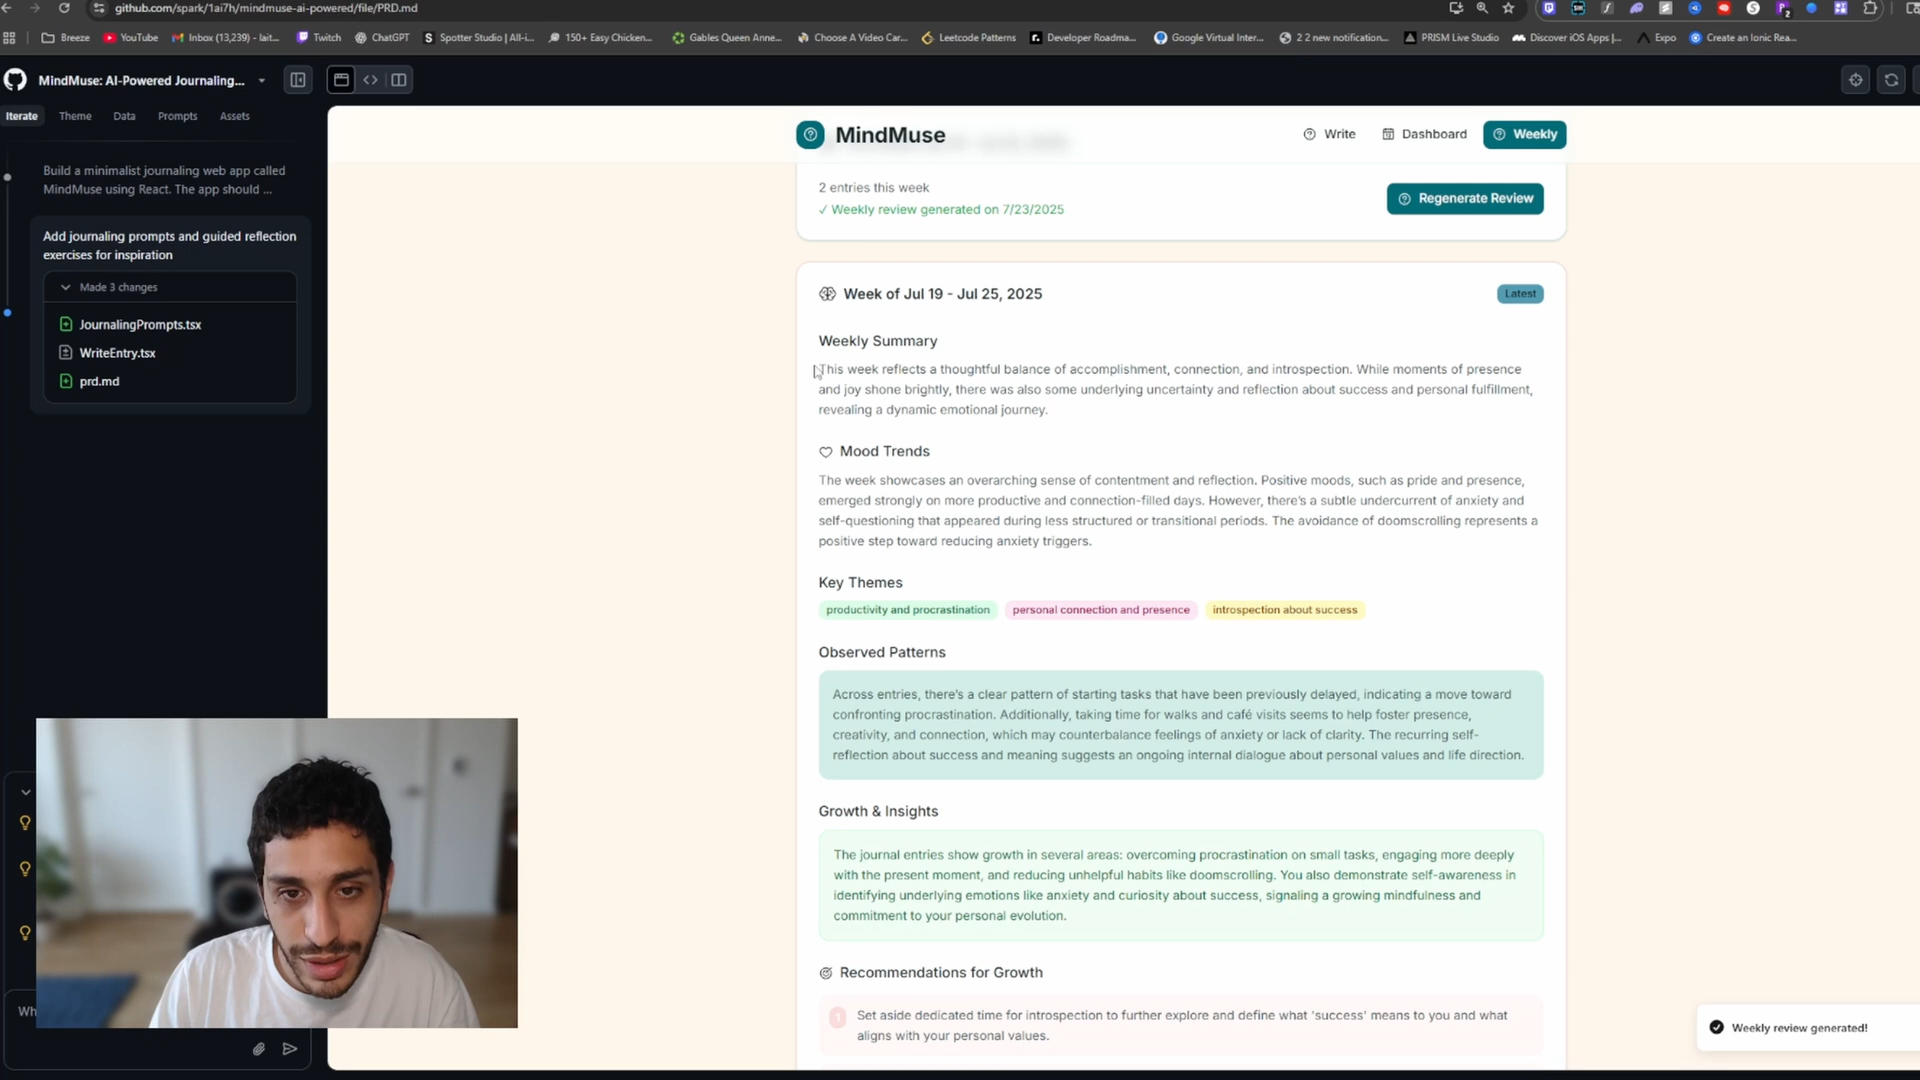 github.com/spark/1ai7h/mindmuse-ai-powered/file/PRD.md
Breeze
YouTube
Inbox (13,239) - lait...
Twitch
ChatGPT
Spotter Studio | All-i...
150+ Easy Chicken...
Gables Queen Anne...
Choose A Video Car...
Leetcode Patterns
Developer Roadma...
Google Virtual Inter...
2 2 new notification...
PRISM Live Studio
Discover iOS Apps |...
Expo
Create an Ionic Rea...
MindMuse: AI-Powered Journaling...
Iterate
Theme
Data
Prompts
Assets
Build a minimalist journaling web app called
MindMuse using React. The app should ...
Add journaling prompts and guided reflection
exercises for inspiration
Made 3 changes
JournalingPrompts.tsx
WriteEntry.tsx
prd.md
Wh
MindMuse
Write
Dashboard
Weekly
2 entries this week
✓ Weekly review generated on 7/23/2025
Regenerate Review
Week of Jul 19 - Jul 25, 2025
Latest
Weekly Summary
This week reflects a thoughtful balance of accomplishment, connection, and introspection. While moments of presence
and joy shone brightly, there was also some underlying uncertainty and reflection about success and personal fulfillment,
revealing a dynamic emotional journey.
Mood Trends
The week showcases an overarching sense of contentment and reflection. Positive moods, such as pride and presence,
emerged strongly on more productive and connection-filled days. However, there's a subtle undercurrent of anxiety and
self-questioning that appeared during less structured or transitional periods. The avoidance of doomscrolling represents a
positive step toward reducing anxiety triggers.
Key Themes
productivity and procrastination
personal connection and presence
introspection about success
Observed Patterns
Across entries, there's a clear pattern of starting tasks that have been previously delayed, indicating a move toward
confronting procrastination. Additionally, taking time for walks and café visits seems to help foster presence,
creativity, and connection, which may counterbalance feelings of anxiety or lack of clarity. The recurring self-
reflection about success and meaning suggests an ongoing internal dialogue about personal values and life direction.
Growth & Insights
The journal entries show growth in several areas: overcoming procrastination on small tasks, engaging more deeply
with the present moment, and reducing unhelpful habits like doomscrolling. You also demonstrate self-awareness in
identifying underlying emotions like anxiety and curiosity about success, signaling a growing mindfulness and
commitment to your personal evolution.
Recommendations for Growth
1
Set aside dedicated time for introspection to further explore and define what 'success' means to you and what
aligns with your personal values.
Weekly review generated!